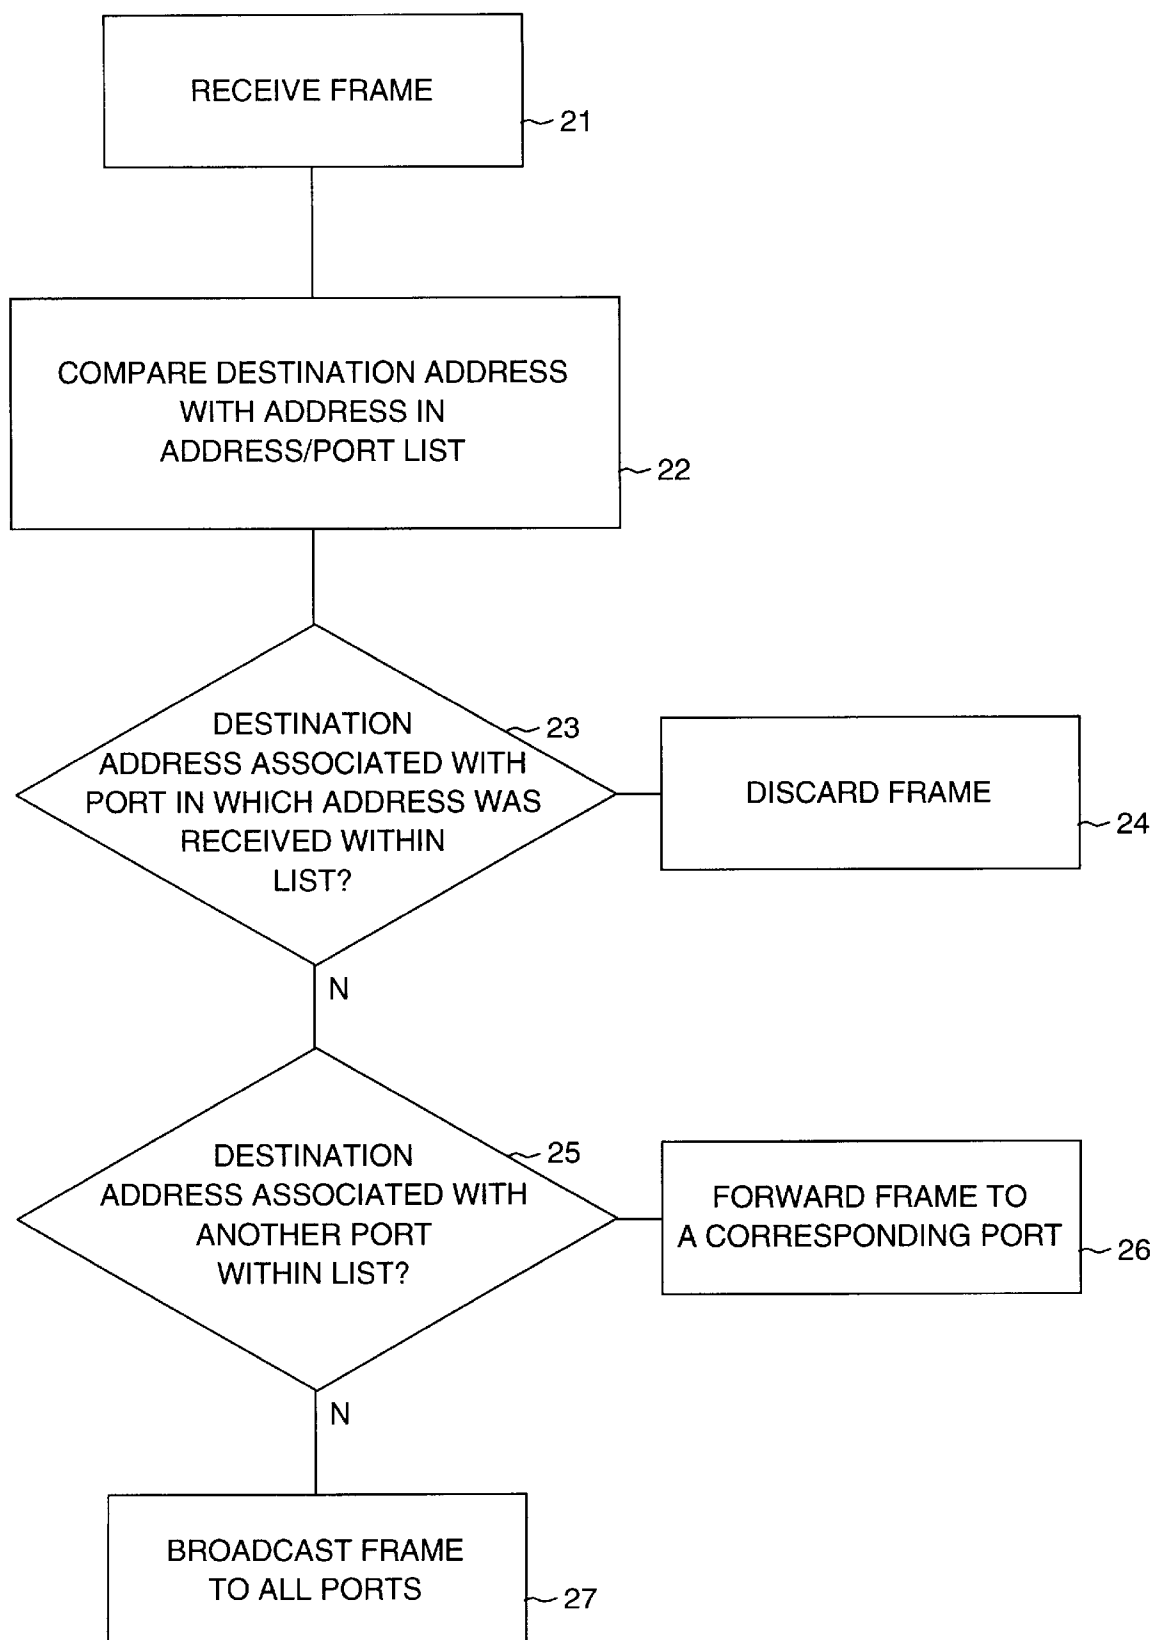 RECEIVE FRAME
21
COMPARE DESTINATION ADDRESS
WITH ADDRESS IN
ADDRESS/PORT LIST
22
DESTINATION
ADDRESS ASSOCIATED WITH
PORT IN WHICH ADDRESS WAS
RECEIVED WITHIN
LIST?
23
DISCARD FRAME
24
N
DESTINATION
ADDRESS ASSOCIATED WITH
ANOTHER PORT
WITHIN LIST?
25
FORWARD FRAME TO
A CORRESPONDING PORT
26
N
BROADCAST FRAME
TO ALL PORTS
27